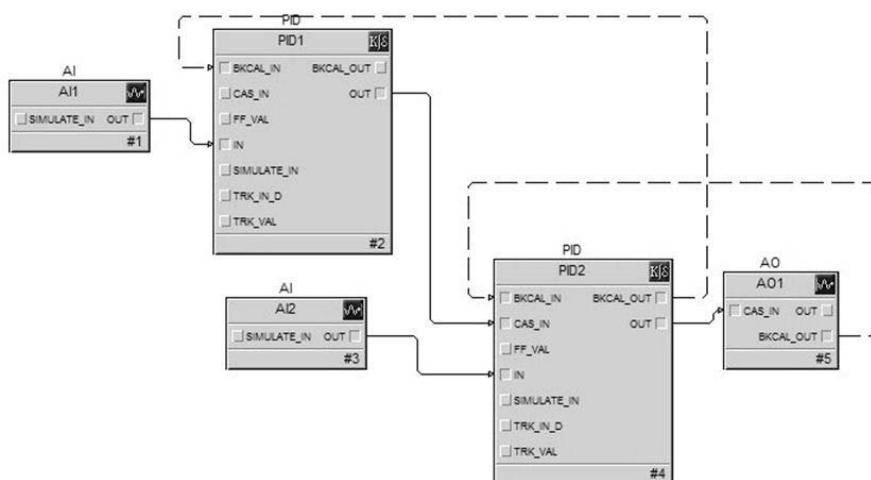 AI
AI1
SIMULATE_IN OUT
#1
PID
PID1
BKCAL_IN BKCAL_OUT
CAS_IN OUT
FF_VAL
IN
SIMULATE_IN
TRK_IN_D
TRK_VAL
#2
AI
AI2
SIMULATE_IN OUT
#3
PID
PID2
BKCAL_IN BKCAL_OUT
CAS_IN OUT
FF_VAL
IN
SIMULATE_IN
TRK_IN_D
TRK_VAL
#4
AO
AO1
CAS_IN OUT
BKCAL_OUT
#5